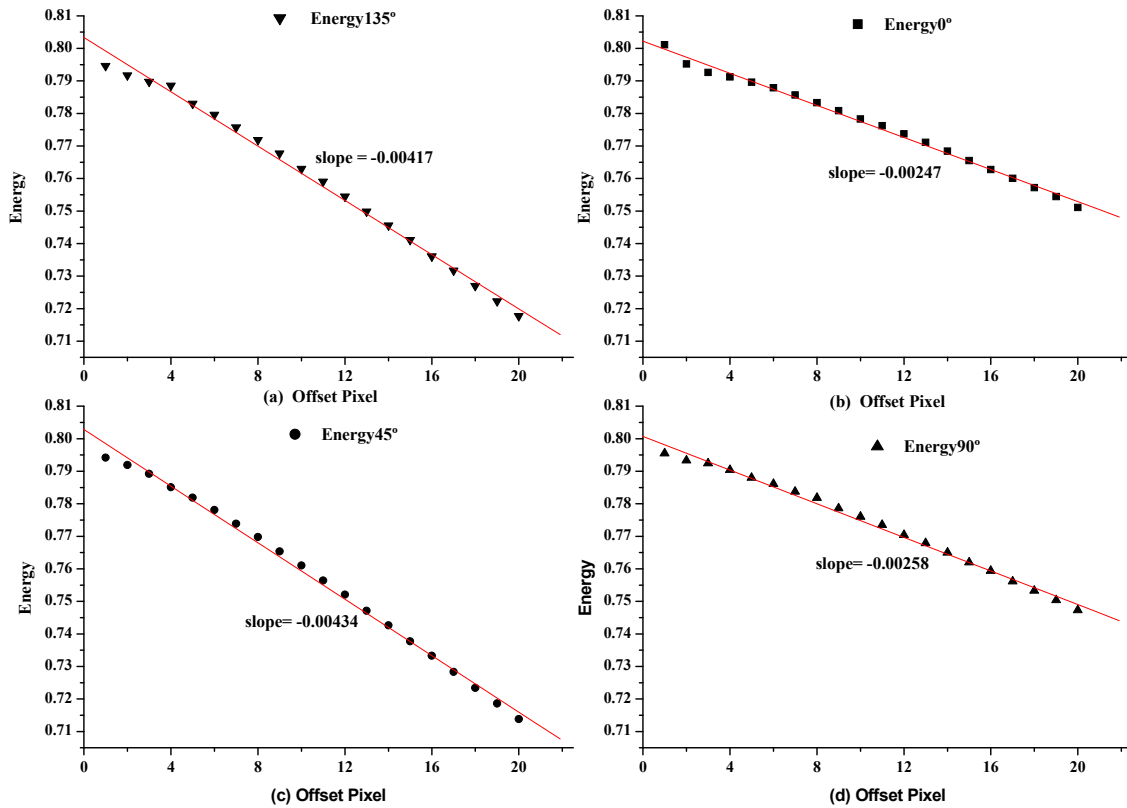 Energy135º
0.81
0.80
0.79
0.78
0.77
0.76
0.75
0.74
0.73
0.72
0.71
Energy
slope = -0.00417
0 4 8 12 16 20
(a) Offset Pixel
Energy0º
0.81
0.80
0.79
0.78
0.77
0.76
0.75
0.74
0.73
0.72
0.71
Energy
slope= -0.00247
0 4 8 12 16 20
(b) Offset Pixel
Energy45º
0.81
0.80
0.79
0.78
0.77
0.76
0.75
0.74
0.73
0.72
0.71
Energy
slope= -0.00434
0 4 8 12 16 20
(c) Offset Pixel
Energy90º
0.81
0.80
0.79
0.78
0.77
0.76
0.75
0.74
0.73
0.72
0.71
Energy
slope= -0.00258
0 4 8 12 16 20
(d) Offset Pixel